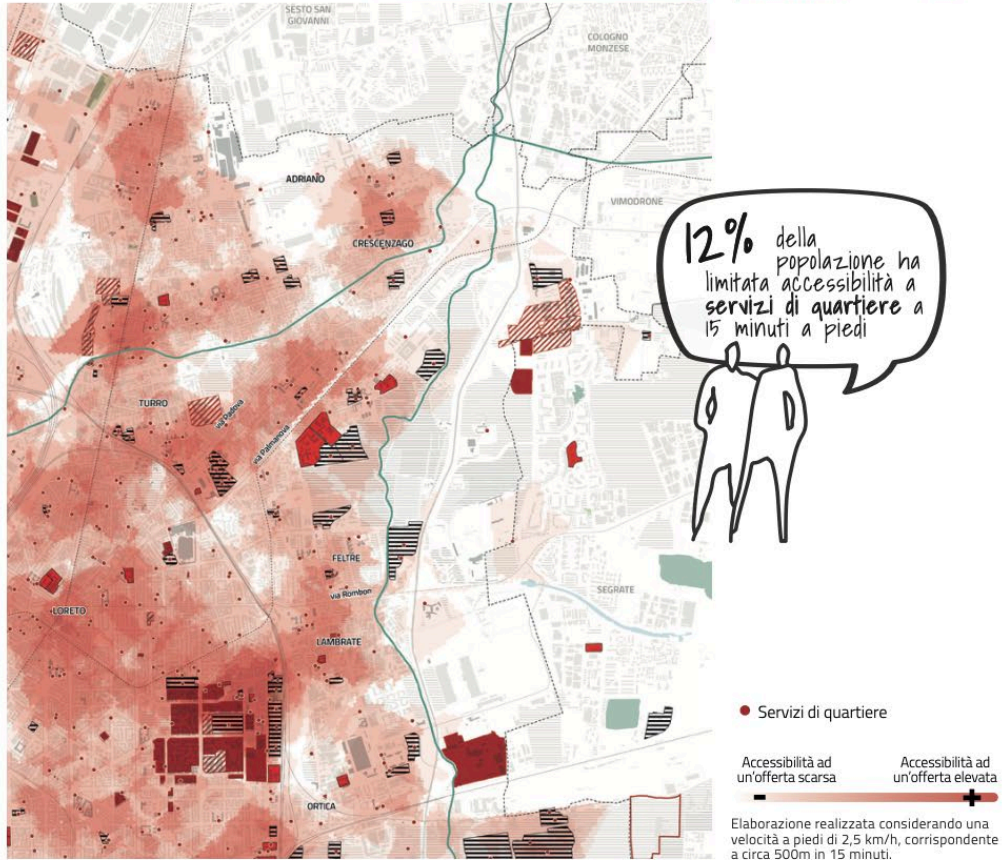 SESTO SAN
GIOVANNI
COLOGNO
MONZESE
ADRIANO
VIMODRONE
CRESCENZAGO
12% della
popolazione ha
limitata accessibilità a
servizi di quartiere a
15 minuti a piedi
TURRO
via Padova
via Palmanova
FELTRE
via Rombon
SEGRATE
LORETO
LAMBRATE
ORTICA
Servizi di quartiere
Accessibilità ad
un'offerta scarsa
Accessibilità ad
un'offerta elevata
-
+
Elaborazione realizzata considerando una
velocità a piedi di 2,5 km/h, corrispondente
a circa 500m in 15 minuti.